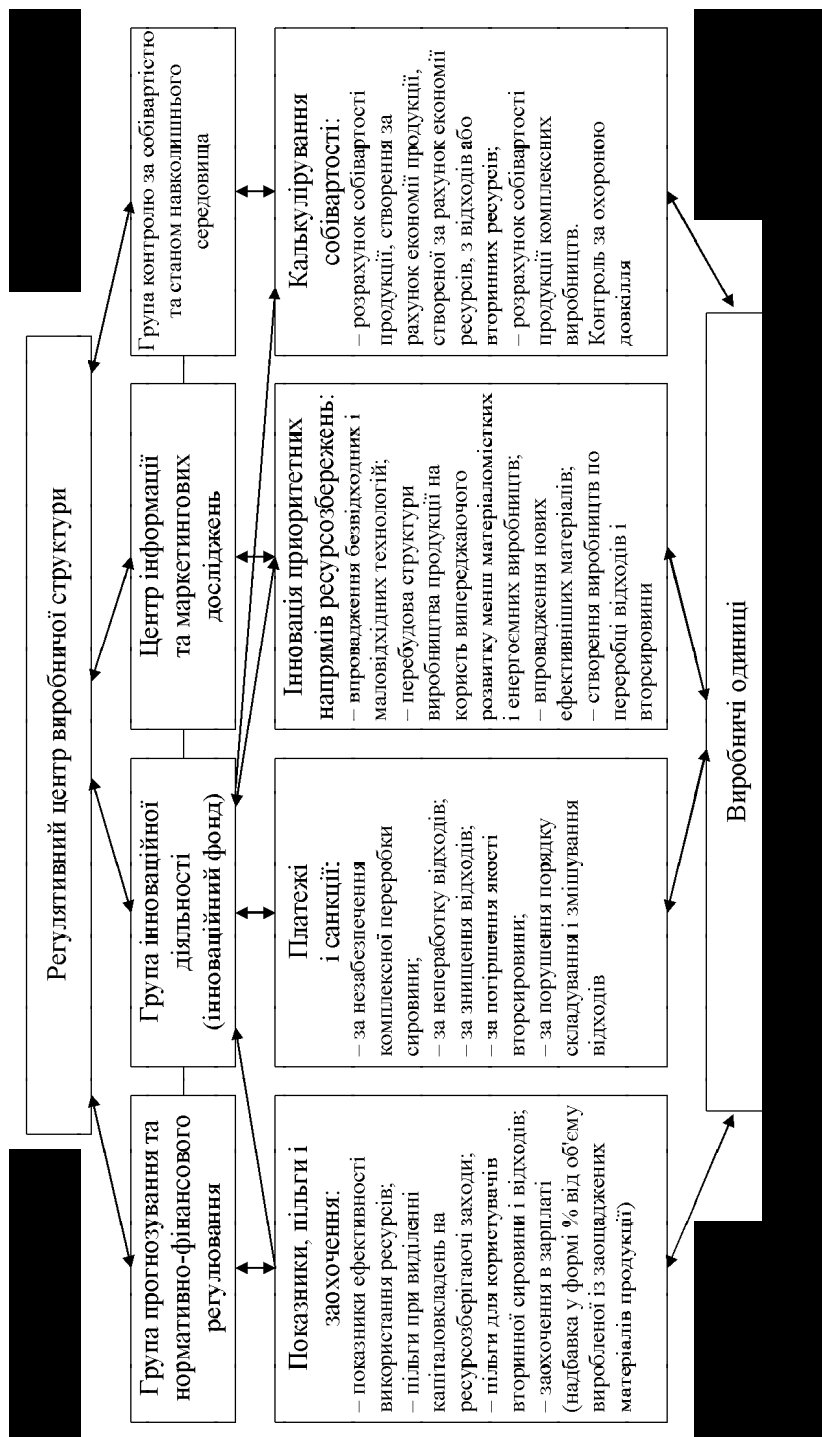 Регулятивний центр виробничої структури
Група прогнозування та
нормативно-фінансового
регулювання
Група інноваційної
діяльності
(інноваційний фонд)
Центр інформації
та маркетингових
досліджень
Група контролю за собівартістю
та станом навколишнього
середовища
Показники, пільги і
заохочення:
– показники ефективності
використання ресурсів;
– пільги при виділенні
капіталовкладень на
ресурсозберігаючі заходи;
– пільги для користувачів
вторинної сировини і відходів;
– заохочення в зарплаті
(надбавка у формі % від об'єму
виробленої із заощаджених
матеріалів продукції)
Платежі
і санкції:
– за незабезпечення
комплексної переробки
сировини;
– за непеработку відходів;
– за знищення відходів;
– за погіршення якості
вторсировини;
– за порушення порядку
складування і змішування
відходів
Інновація приоритетних
напрямів ресурсозбережень:
– впровадження безвідходних і
маловідхідних технологій;
– перебудова структури
виробництва продукції на
користь випереджаючого
розвитку менш матеріаломістких
і енергоємних виробництв;
– впровадження нових
ефективніших матеріалів;
– створення виробництв по
переробці відходів і
вторсировини
Калькулірування
собівартості:
– розрахунок собівартості
продукції, створення за
рахунок економії продукції,
створеної за рахунок економії
ресурсів, з відходів або
вторинних ресурсів;
– розрахунок собівартості
продукції комплексних
виробництв.
Контроль за охороною
довкілля
Виробничі одиниці